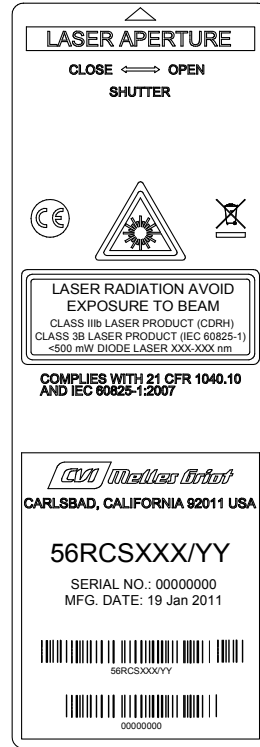 LASER APERTURE
CLOSE ⟺ OPEN
SHUTTER
CE
LASER RADIATION AVOID
EXPOSURE TO BEAM
CLASS IIIb LASER PRODUCT (CDRH)
CLASS 3B LASER PRODUCT (IEC 60825-1)
<500 mW DIODE LASER XXX-XXX nm
COMPLIES WITH 21 CFR 1040.10
AND IEC 60825-1:2007
CVI Melles Griot
CARLSBAD, CALIFORNIA 92011 USA
56RCSXXX/YY
SERIAL NO.: 00000000
MFG. DATE: 19 Jan 2011
56RCSXXX/YY
00000000